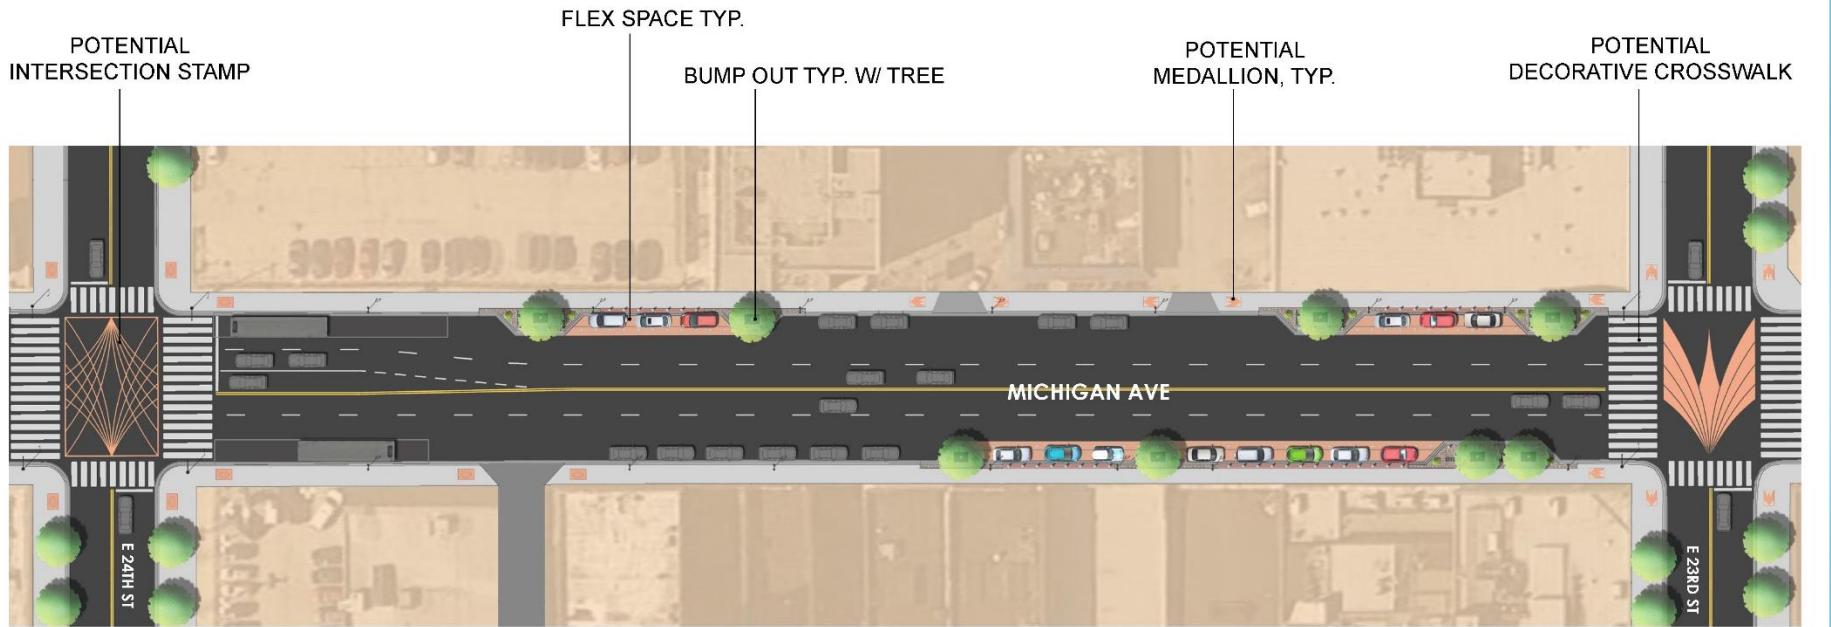 FLEX SPACE TYP.
POTENTIAL
INTERSECTION STAMP
BUMP OUT TYP. W/ TREE
POTENTIAL
MEDALLION, TYP.
POTENTIAL
DECORATIVE CROSSWALK
MICHIGAN AVE
E 24TH ST
E 23RD ST